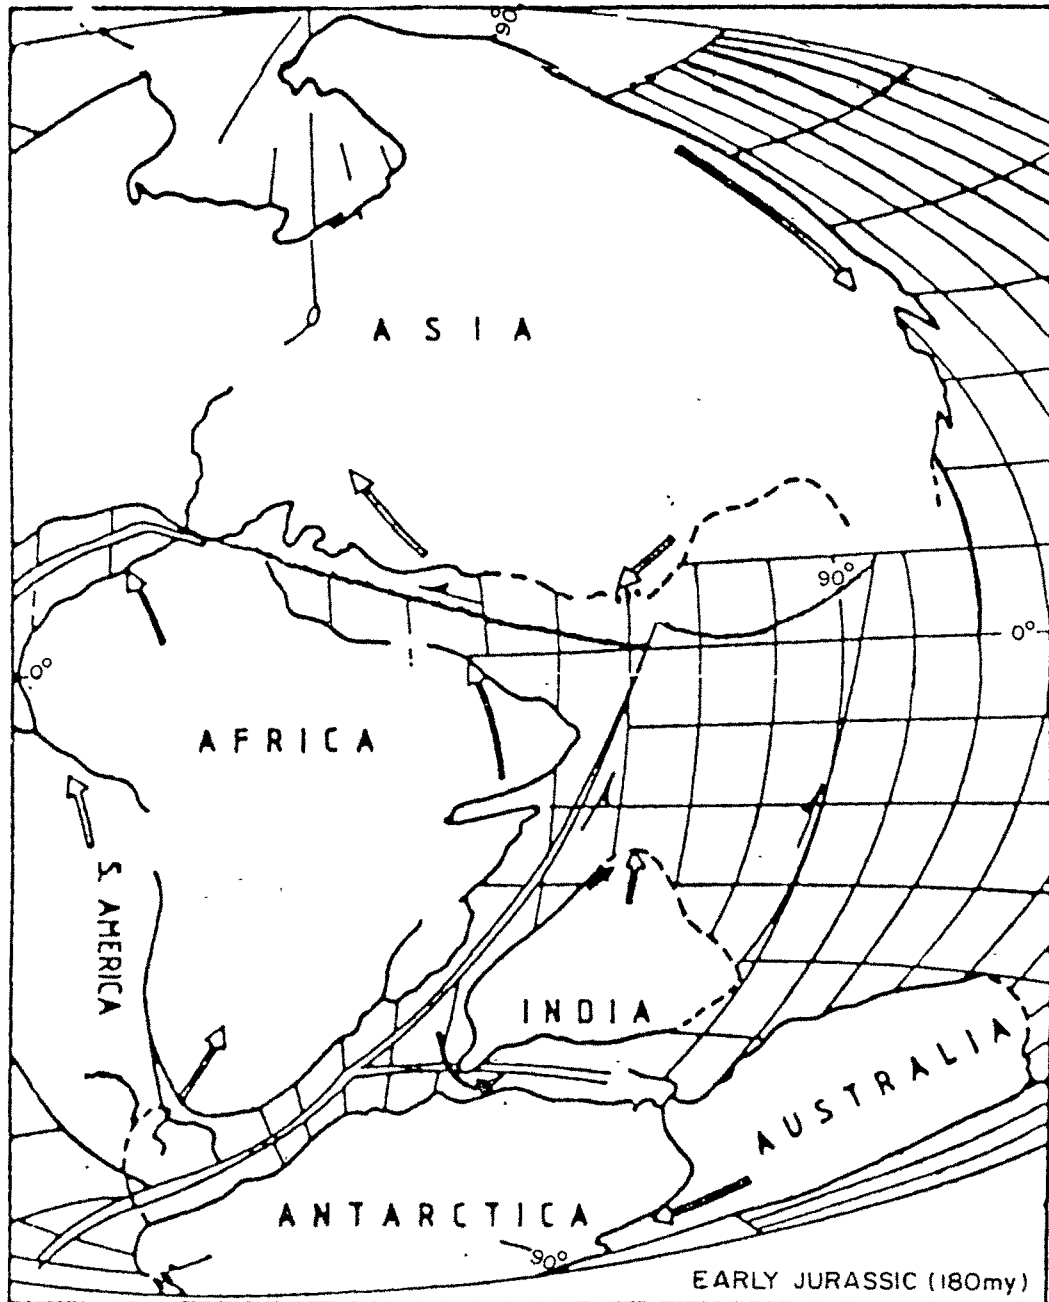 90°
ASIA
90°
0°
0°
AFRICA
S. AMERICA
INDIA
AUSTRALIA
ANTARCTICA
90°
EARLY JURASSIC (180my)